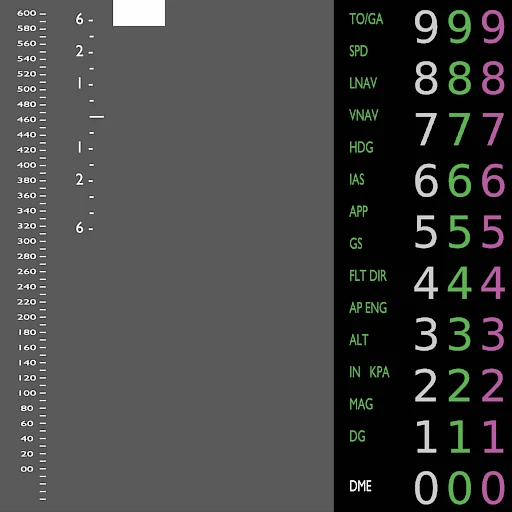 600
580
560
540
520
500
480
460
440
420
400
380
360
340
320
300
280
260
240
220
200
180
160
140
120
100
80
60
40
20
00
6
2
1
1
2
6
TO/GA
SPD
LNAV
VNAV
HDG
IAS
APP
GS
FLT DIR
AP ENG
ALT
IN KPA
MAG
DG
DME
9 9 9
8 8 8
7 7 7
6 6 6
5 5 5
4 4 4
3 3 3
2 2 2
1 1 1
0 0 0